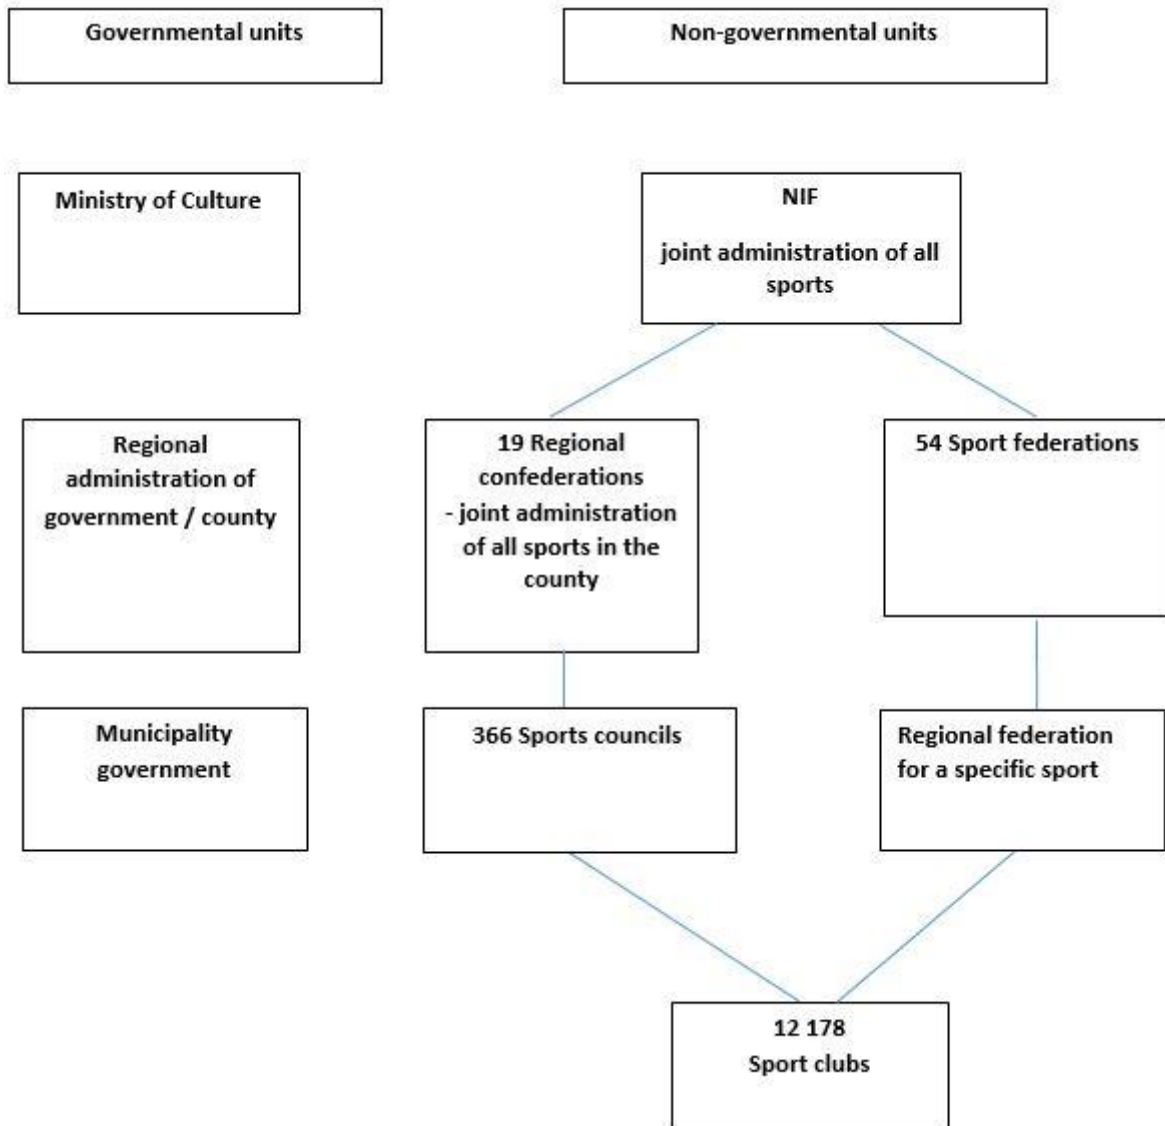 Governmental units
Non-governmental units
Ministry of Culture
NIF
joint administration of all
sports
Regional
administration of
government / county
19 Regional
confederations
- joint administration
of all sports in the
county
54 Sport federations
Municipality
government
366 Sports councils
Regional federation
for a specific sport
12 178
Sport clubs